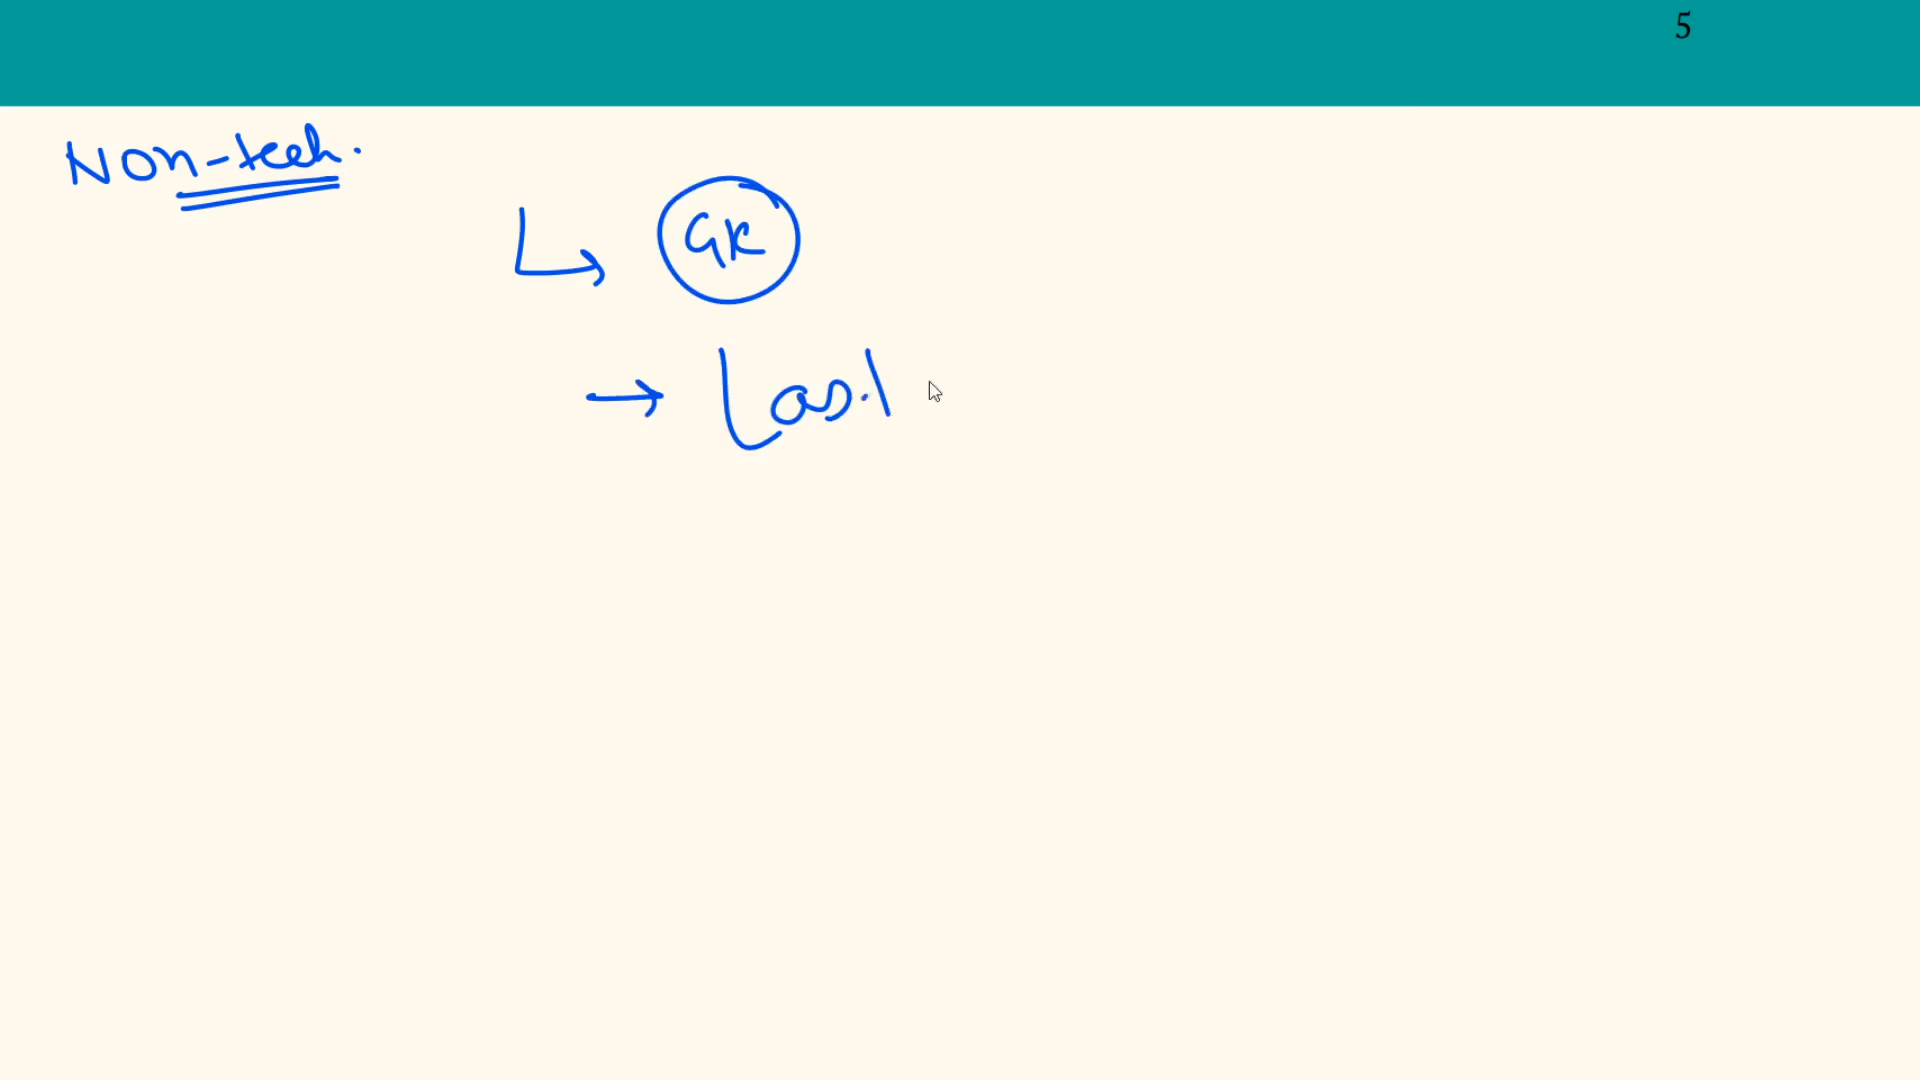 5
Non-tech.
↳ GK
→ Las